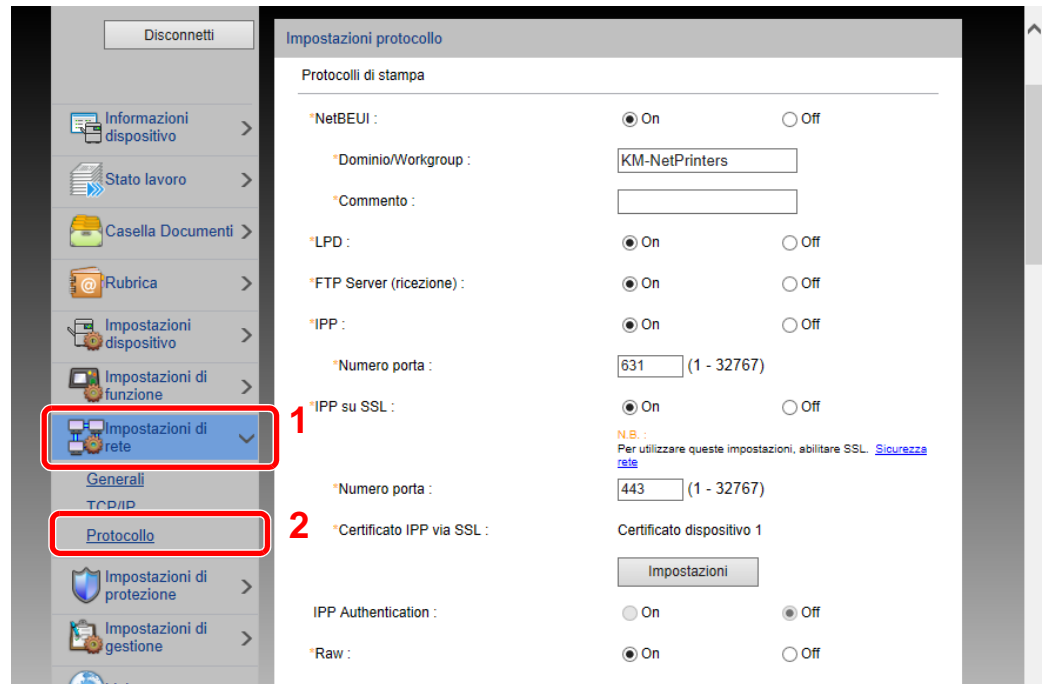 Disconnetti
Informazioni
dispositivo
Stato lavoro
Casella Documenti
Rubrica
Impostazioni
dispositivo
Impostazioni di
funzione
1
Impostazioni di
rete
Generali
TCP/IP
2
Protocollo
Impostazioni di
protezione
Impostazioni di
gestione
Impostazioni protocollo
Protocolli di stampa
*NetBEUI : On Off
*Dominio/Workgroup : KM-NetPrinters
*Commento :
*LPD : On Off
*FTP Server (ricezione) : On Off
*IPP : On Off
*Numero porta : 631 (1 - 32767)
*IPP su SSL : On Off
N.B. :
Per utilizzare queste impostazioni, abilitare SSL. Sicurezza
rete
*Numero porta : 443 (1 - 32767)
*Certificato IPP via SSL : Certificato dispositivo 1
Impostazioni
IPP Authentication : On Off
*Raw : On Off